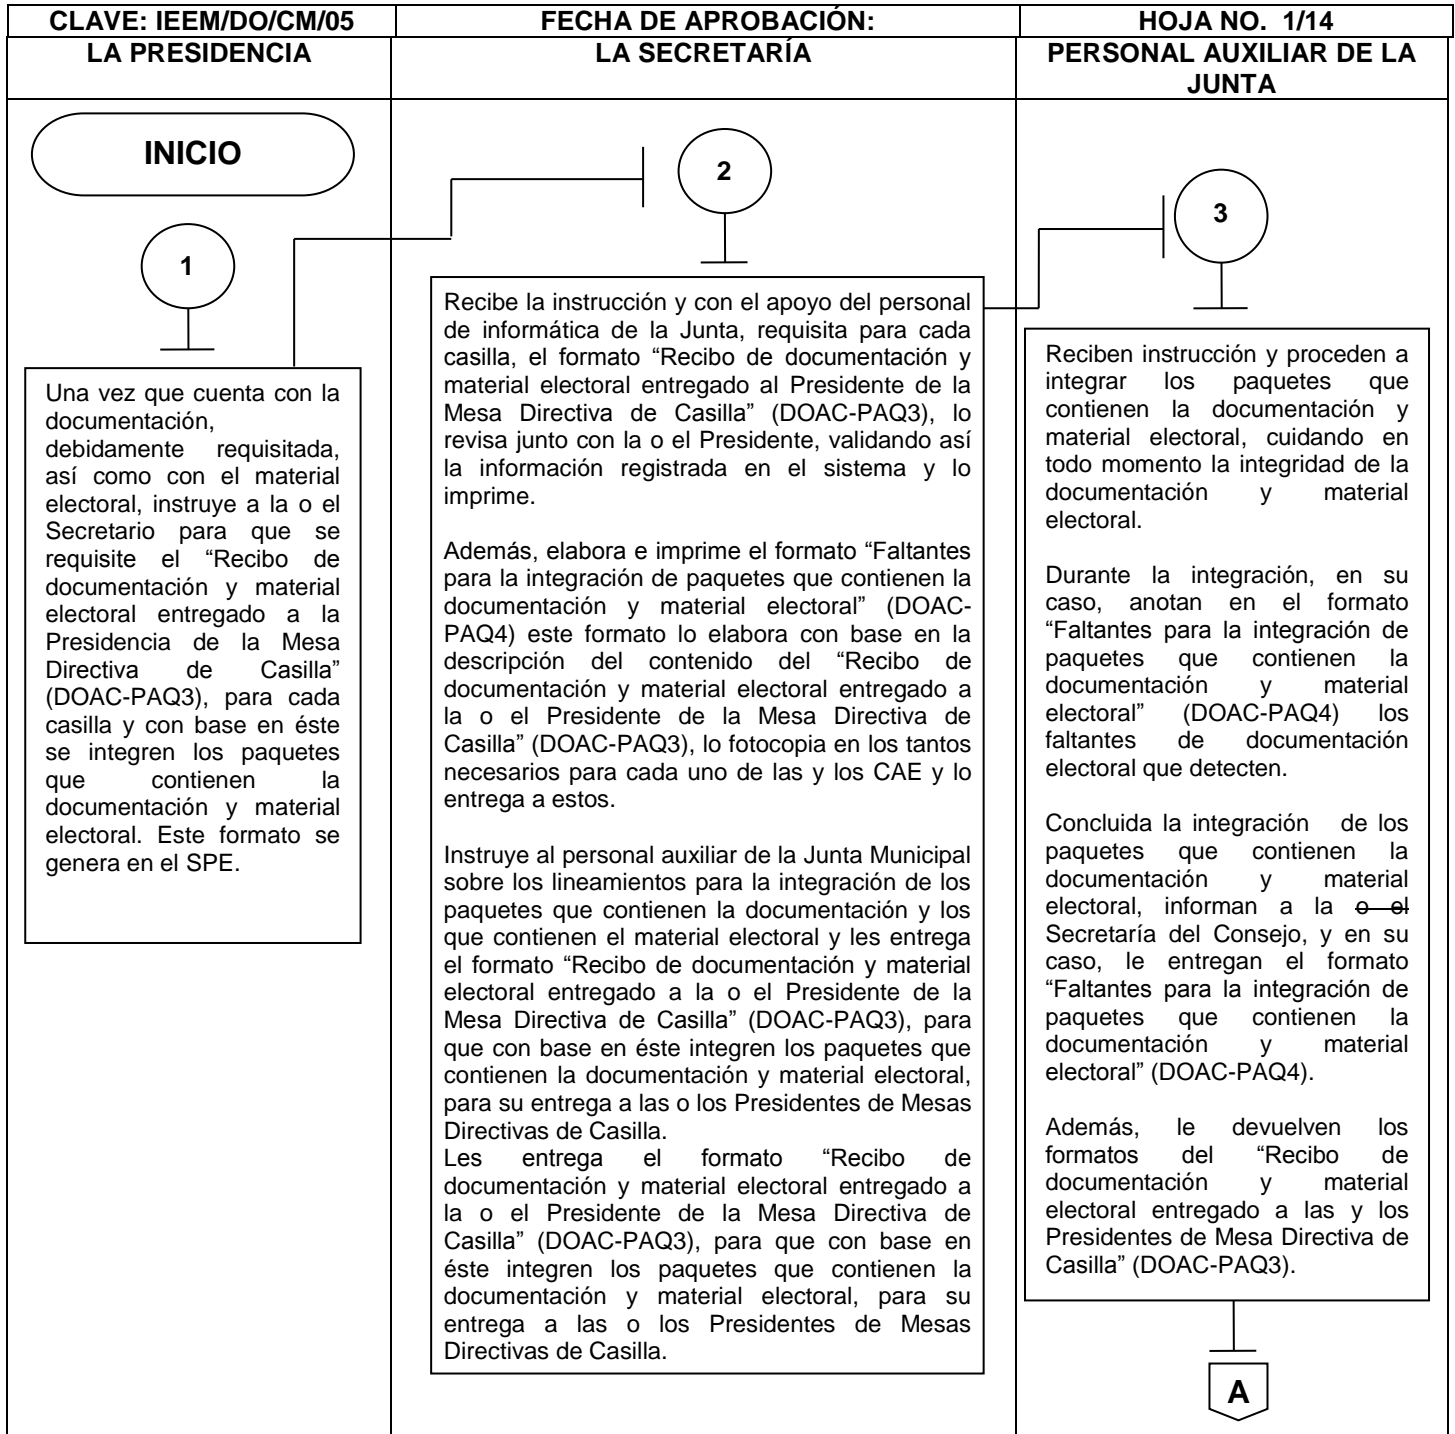 CLAVE: IEEM/DO/CM/05 FECHA DE APROBACIÓN: HOJA NO. 1/14
LA PRESIDENCIA LA SECRETARÍA PERSONAL AUXILIAR DE LA
JUNTA
INICIO
1
Una vez que cuenta con la
documentación,
debidamente requisitada,
así como con el material
electoral, instruye a la o el
Secretario para que se
requisite el “Recibo de
documentación y material
electoral entregado a la
Presidencia de la Mesa
Directiva de Casilla”
(DOAC-PAQ3), para cada
casilla y con base en éste
se integren los paquetes
que contienen la
documentación y material
electoral. Este formato se
genera en el SPE.
2
Recibe la instrucción y con el apoyo del personal
de informática de la Junta, requisita para cada
casilla, el formato “Recibo de documentación y
material electoral entregado al Presidente de la
Mesa Directiva de Casilla” (DOAC-PAQ3), lo
revisa junto con la o el Presidente, validando así
la información registrada en el sistema y lo
imprime.
Además, elabora e imprime el formato “Faltantes
para la integración de paquetes que contienen la
documentación y material electoral” (DOAC-
PAQ4) este formato lo elabora con base en la
descripción del contenido del “Recibo de
documentación y material electoral entregado a
la o el Presidente de la Mesa Directiva de
Casilla” (DOAC-PAQ3), lo fotocopia en los tantos
necesarios para cada uno de las y los CAE y lo
entrega a estos.
Instruye al personal auxiliar de la Junta Municipal
sobre los lineamientos para la integración de los
paquetes que contienen la documentación y los
que contienen el material electoral y les entrega
el formato “Recibo de documentación y material
electoral entregado a la o el Presidente de la
Mesa Directiva de Casilla” (DOAC-PAQ3), para
que con base en éste integren los paquetes que
contienen la documentación y material electoral,
para su entrega a las o los Presidentes de Mesas
Directivas de Casilla.
Les entrega el formato “Recibo de
documentación y material electoral entregado a
la o el Presidente de la Mesa Directiva de
Casilla” (DOAC-PAQ3), para que con base en
éste integren los paquetes que contienen la
documentación y material electoral, para su
entrega a las o los Presidentes de Mesas
Directivas de Casilla.
3
Reciben instrucción y proceden a
integrar los paquetes que
contienen la documentación y
material electoral, cuidando en
todo momento la integridad de la
documentación y material
electoral.
Durante la integración, en su
caso, anotan en el formato
“Faltantes para la integración de
paquetes que contienen la
documentación y material
electoral” (DOAC-PAQ4) los
faltantes de documentación
electoral que detecten.
Concluida la integración de los
paquetes que contienen la
documentación y material
electoral, informan a la o el
Secretaría del Consejo, y en su
caso, le entregan el formato
“Faltantes para la integración de
paquetes que contienen la
documentación y material
electoral” (DOAC-PAQ4).
Además, le devuelven los
formatos del “Recibo de
documentación y material
electoral entregado a las y los
Presidentes de Mesa Directiva de
Casilla” (DOAC-PAQ3).
A